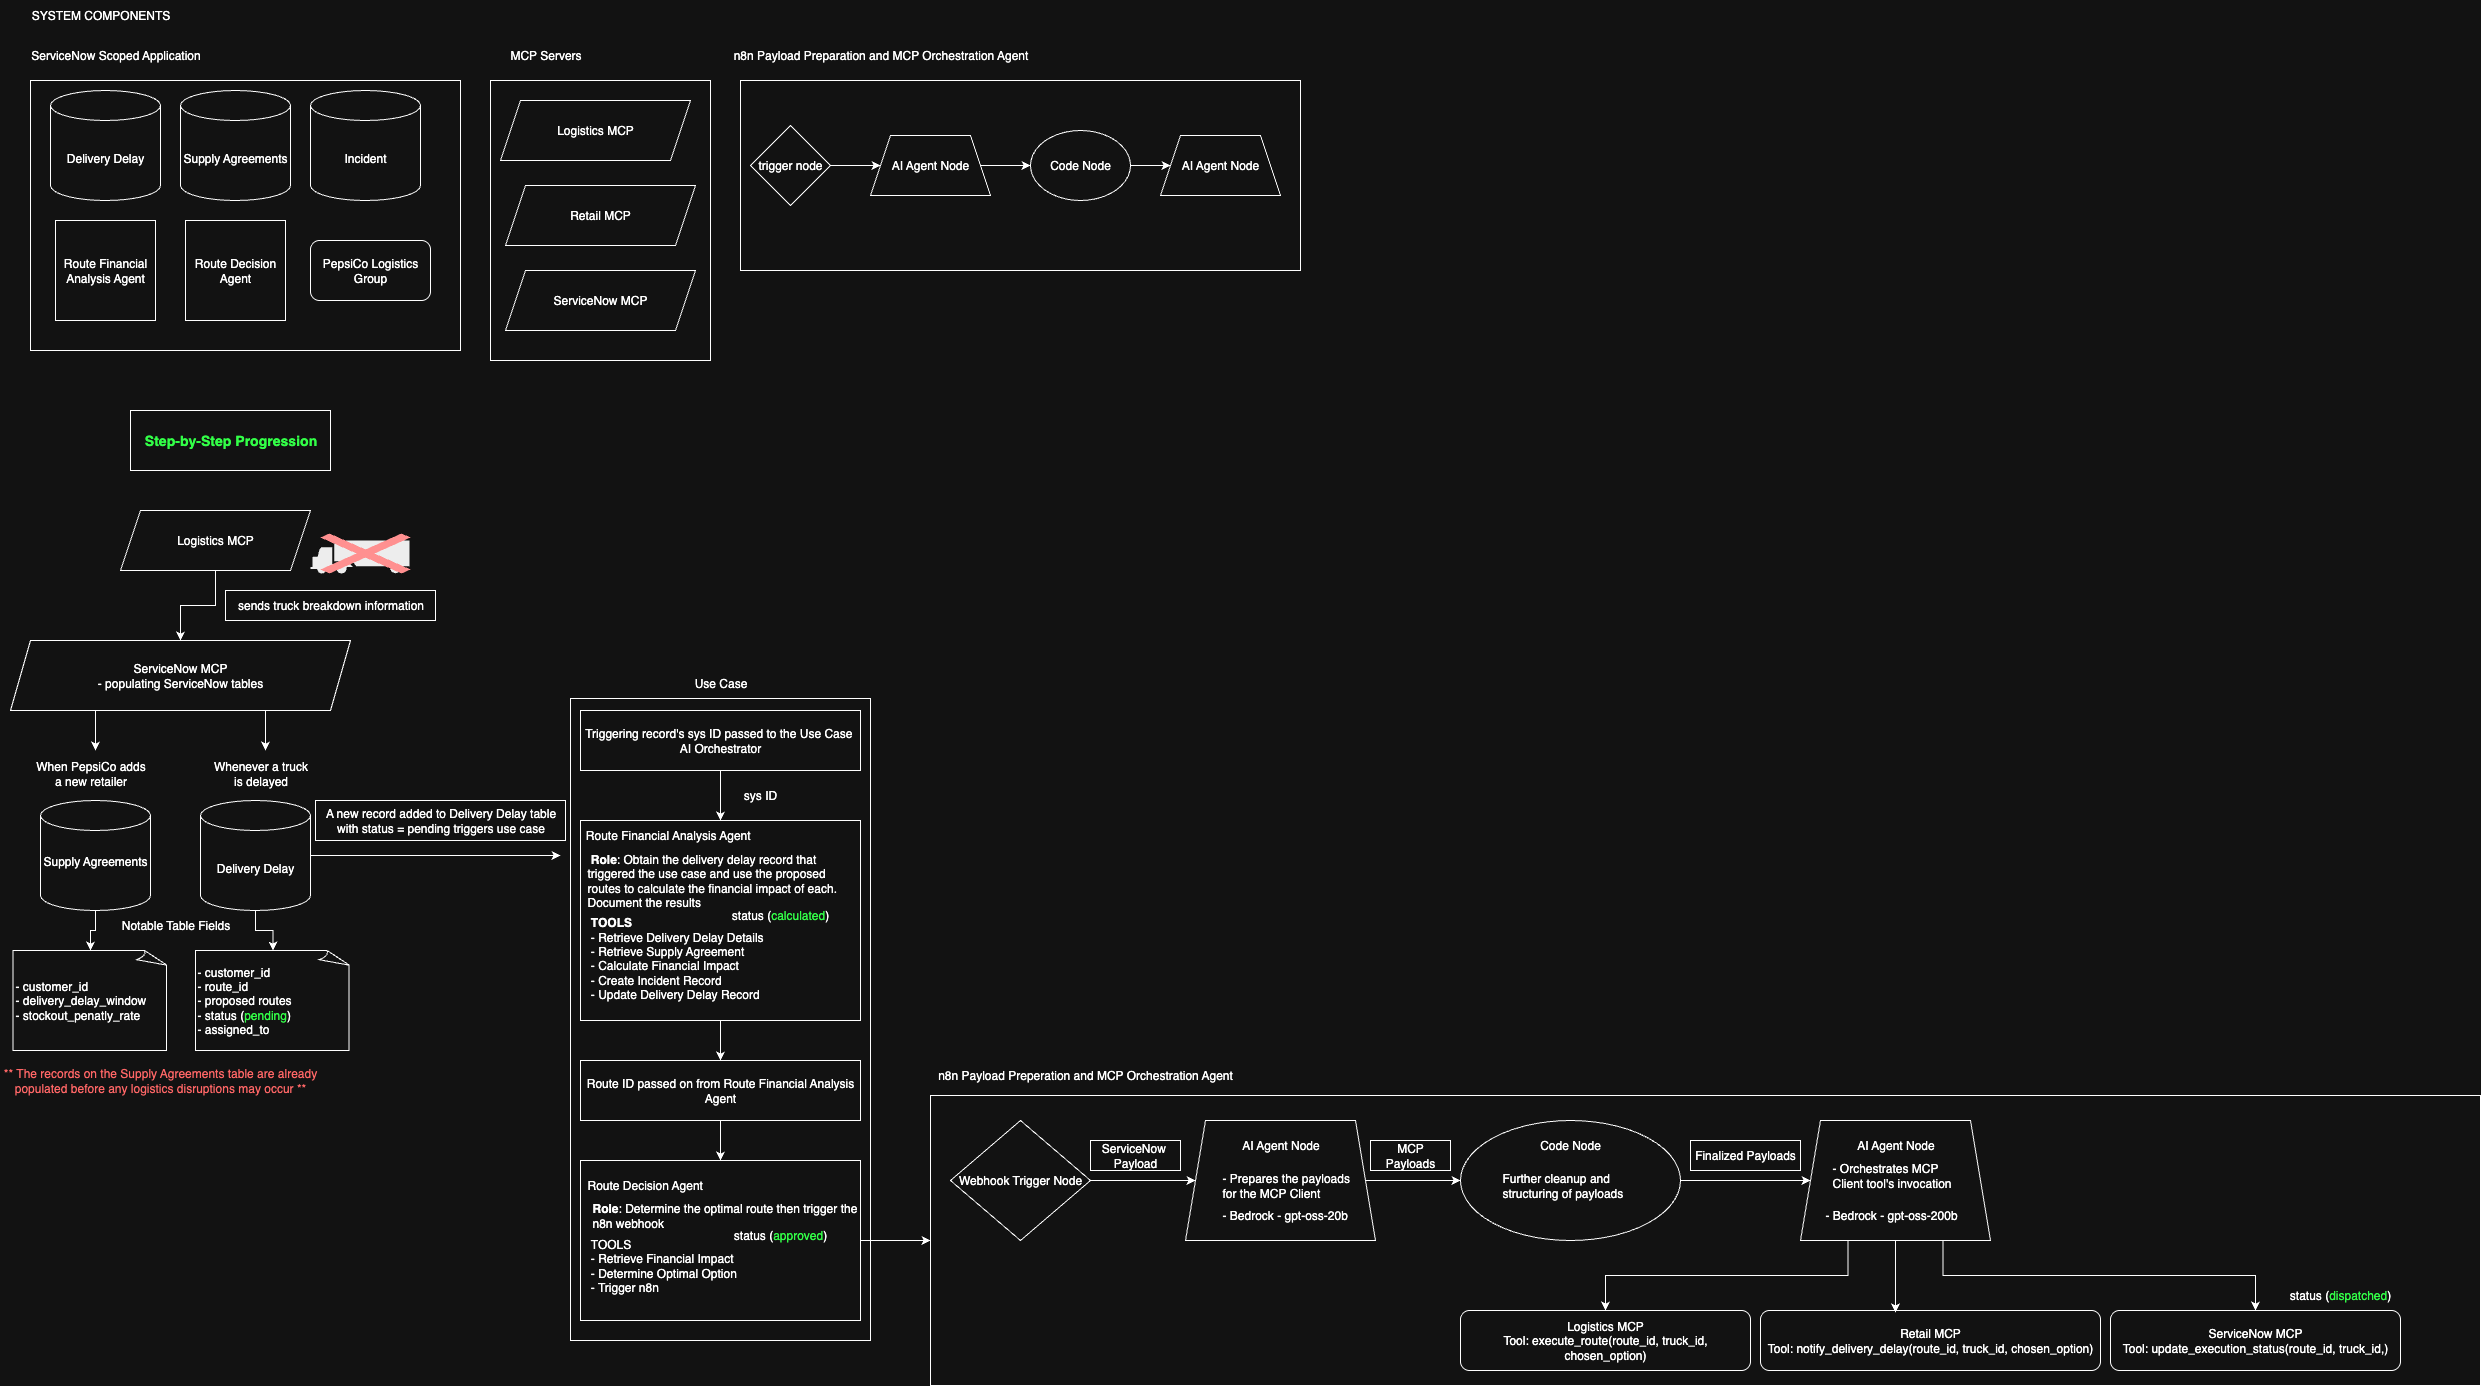 SYSTEM COMPONENTS
ServiceNow Scoped Application
MCP Servers
n8n Payload Preparation and MCP Orchestration Agent
Delivery Delay
Supply Agreements
Incident
Route Financial
Analysis Agent
Route Decision
Agent
PepsiCo Logistics
Group
Logistics MCP
Retail MCP
ServiceNow MCP
trigger node
AI Agent Node
Code Node
AI Agent Node
Step-by-Step Progression
Logistics MCP
sends truck breakdown information
ServiceNow MCP
- populating ServiceNow tables
When PepsiCo adds
a new retailer
Whenever a truck
is delayed
Supply Agreements
Delivery Delay
A new record added to Delivery Delay table
with status = pending triggers use case
Notable Table Fields
- customer_id
- delivery_delay_window
- stockout_penatly_rate
- customer_id
- route_id
- proposed routes
- status (pending)
- assigned_to
** The records on the Supply Agreements table are already
populated before any logistics disruptions may occur **
Use Case
Triggering record's sys ID passed to the Use Case
AI Orchestrator
sys ID
Route Financial Analysis Agent
Role: Obtain the delivery delay record that
triggered the use case and use the proposed
routes to calculate the financial impact of each.
Document the results
status (calculated)
TOOLS
- Retrieve Delivery Delay Details
- Retrieve Supply Agreement
- Calculate Financial Impact
- Create Incident Record
- Update Delivery Delay Record
Route ID passed on from Route Financial Analysis
Agent
Route Decision Agent
Role: Determine the optimal route then trigger the
n8n webhook
status (approved)
TOOLS
- Retrieve Financial Impact
- Determine Optimal Option
- Trigger n8n
n8n Payload Preperation and MCP Orchestration Agent
Webhook Trigger Node
ServiceNow
Payload
AI Agent Node
- Prepares the payloads
for the MCP Client
- Bedrock - gpt-oss-20b
MCP
Payloads
Code Node
Further cleanup and
structuring of payloads
Finalized Payloads
AI Agent Node
- Orchestrates MCP
Client tool's invocation
- Bedrock - gpt-oss-200b
status (dispatched)
Logistics MCP
Tool: execute_route(route_id, truck_id,
chosen_option)
Retail MCP
Tool: notify_delivery_delay(route_id, truck_id, chosen_option)
ServiceNow MCP
Tool: update_execution_status(route_id, truck_id,)